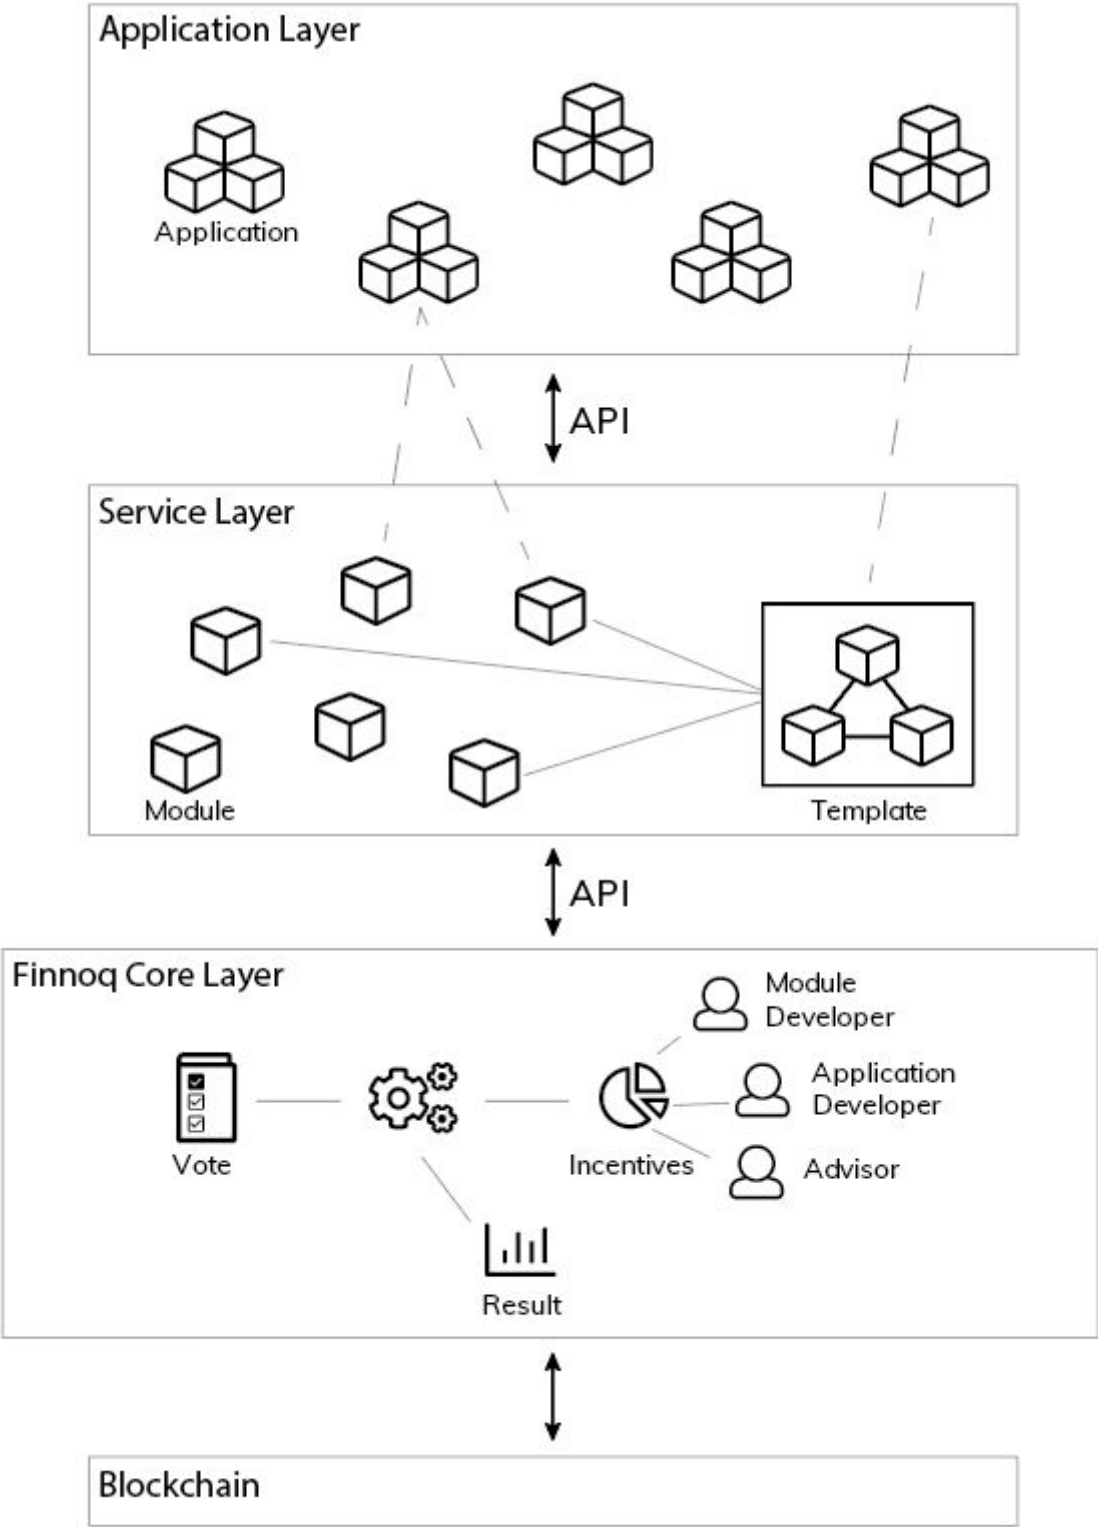 Application Layer
Application
API
Service Layer
Module
Template
API
Finnoq Core Layer
Module
Developer
Application
Developer
Vote
Incentives
Advisor
Result
Blockchain